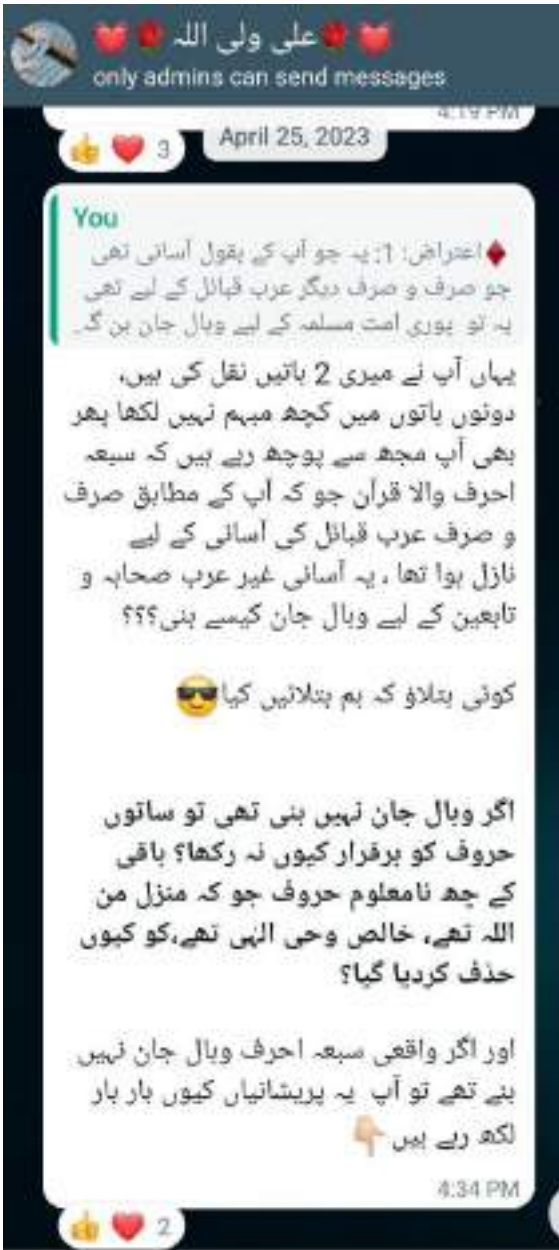 💓🌹علی ولی اللہ 🌹💓
only admins can send messages
4:19 PM
👍❤️ 3
April 25, 2023
You
♦️اعتراض: 1: یہ جو آپ کے بقول آسانی تھی
جو صرف و صرف دیگر عرب قبائل کے لیے تھی
یہ تو پوری امت مسلمہ کے لیے وبال جان بن گ...
یہاں آپ نے میری 2 باتیں نقل کی ہیں،
دونوں باتوں میں کچھ مبہم نہیں لکھا پھر
بھی آپ مجھ سے پوچھ رہے ہیں کہ سبعہ
احرف والا قرآن جو کہ آپ کے مطابق صرف
و صرف عرب قبائل کی آسانی کے لیے
نازل ہوا تھا ، یہ آسانی غیر عرب صحابہ و
تابعین کے لیے وبال جان کیسے بنی؟؟؟
کوئی بتلاؤ کہ ہم بتلائیں کیا😎
اگر وبال جان نہیں بنی تھی تو ساتوں
حروف کو برقرار کیوں نہ رکھا؟ باقی
کے چھ نامعلوم حروف جو کہ منزل من
اللہ تھے، خالص وحی الہٰی تھے،کو کیوں
حذف کردیا گیا؟
اور اگر واقعی سبعہ احرف وبال جان نہیں
بنے تھے تو آپ یہ پریشانیاں کیوں بار بار
لکھ رہے ہیں 👇🏻
4:34 PM
👍❤️ 2